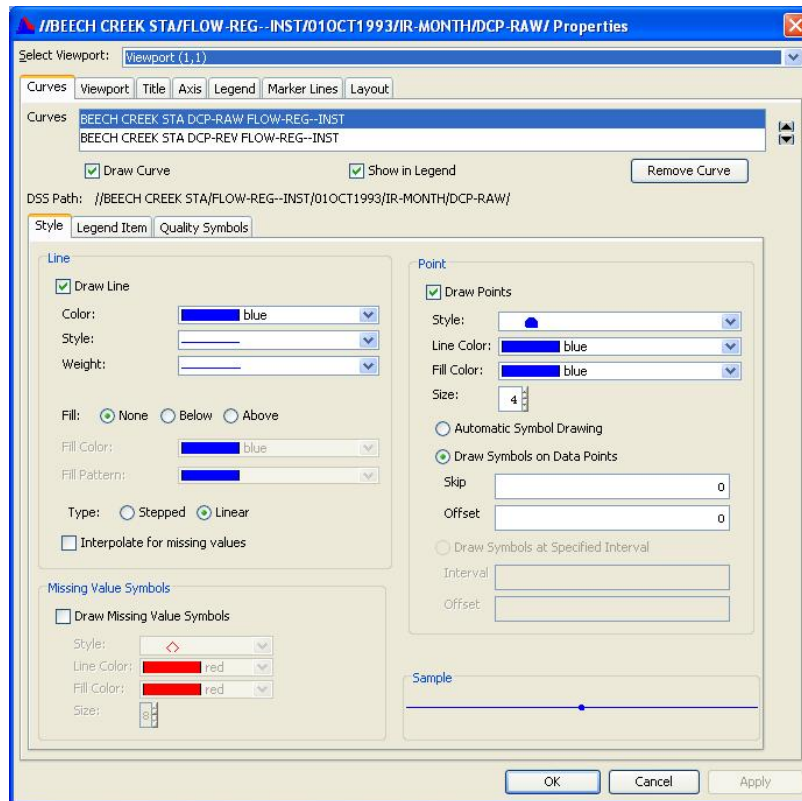 //BEECH CREEK STA/FLOW-REG--INST/01OCT1993/IR-MONTH/DCP-RAW/ Properties
Select Viewport: Viewport (1,1)
Curves Viewport Title Axis Legend Marker Lines Layout
Curves BEECH CREEK STA DCP-RAW FLOW-REG--INST
BEECH CREEK STA DCP-REV FLOW-REG--INST
Draw Curve Show in Legend Remove Curve
DSS Path: //BEECH CREEK STA/FLOW-REG--INST/01OCT1993/IR-MONTH/DCP-RAW/
Style Legend Item Quality Symbols
Line
Draw Line
Color: blue
Style:
Weight:
Fill: None Below Above
Fill Color: blue
Fill Pattern:
Type: Stepped Linear
Interpolate for missing values
Missing Value Symbols
Draw Missing Value Symbols
Style:
Line Color: red
Fill Color: red
Size: 8
Point
Draw Points
Style:
Line Color: blue
Fill Color: blue
Size: 4
Automatic Symbol Drawing
Draw Symbols on Data Points
Skip 0
Offset 0
Draw Symbols at Specified Interval
Interval
Offset
Sample
OK Cancel Apply